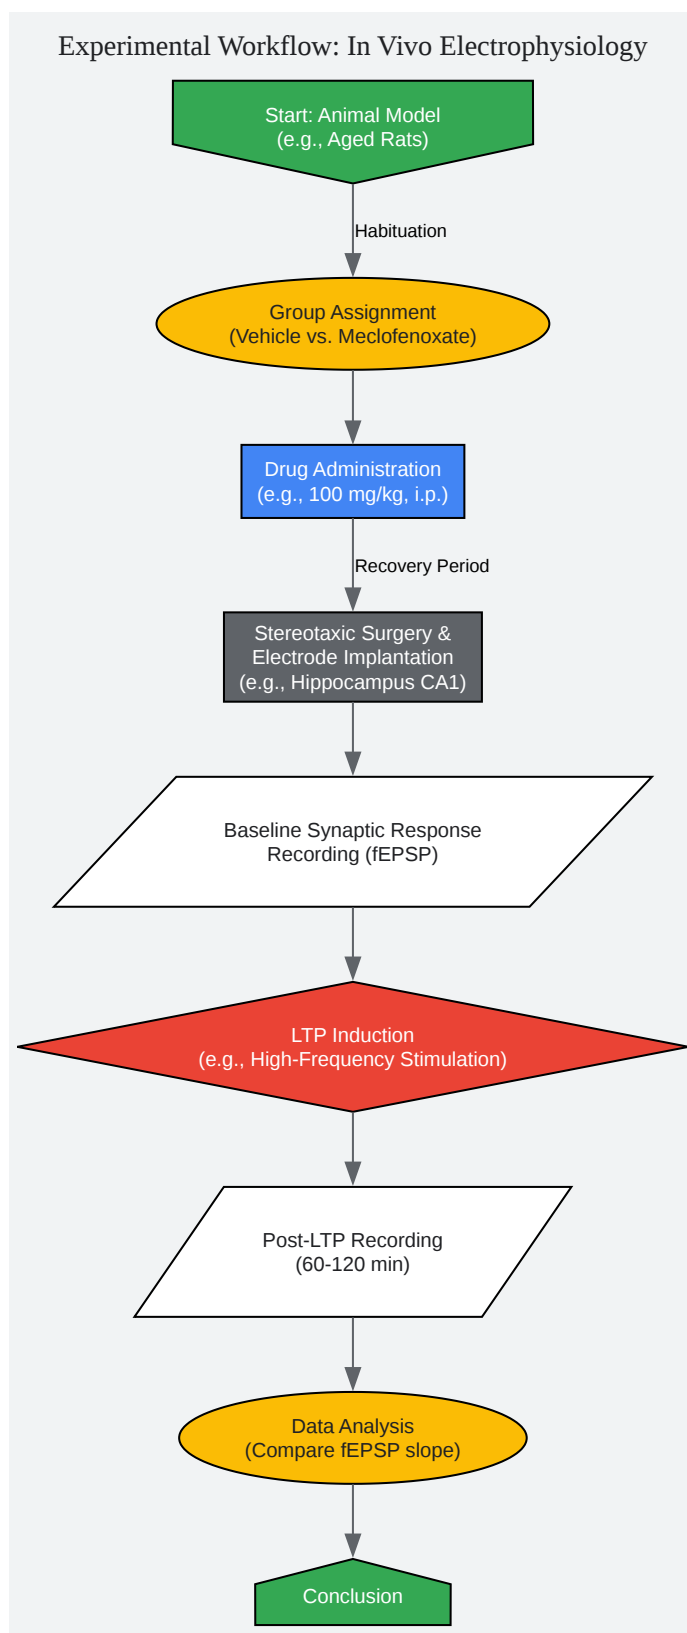 Experimental Workflow: In Vivo Electrophysiology
Start: Animal Model
(e.g., Aged Rats)
Habituation
Group Assignment
(Vehicle vs. Meclofenoxate)
Drug Administration
(e.g., 100 mg/kg, i.p.)
Recovery Period
Stereotaxic Surgery &
Electrode Implantation
(e.g., Hippocampus CA1)
Baseline Synaptic Response
Recording (fEPSP)
LTP Induction
(e.g., High-Frequency Stimulation)
Post-LTP Recording
(60-120 min)
Data Analysis
(Compare fEPSP slope)
Conclusion